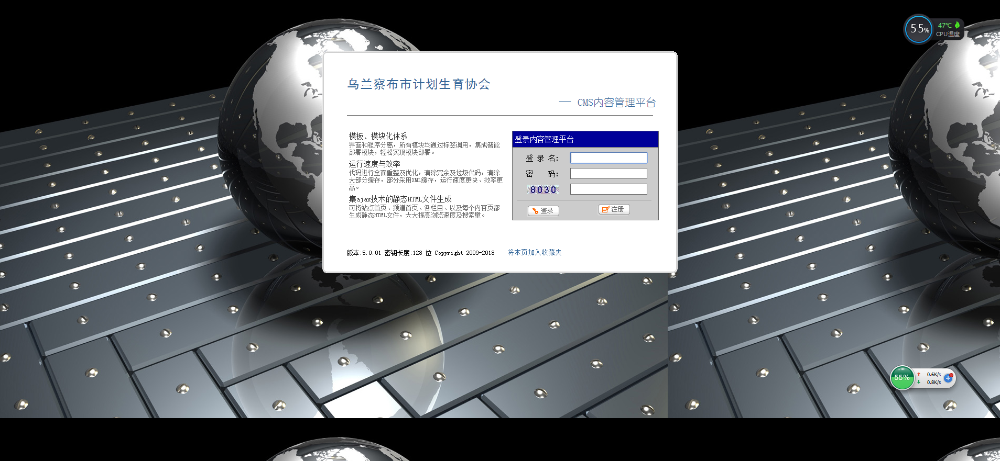 55%
47℃
CPU温度
乌兰察布市计划生育协会
— CMS内容管理平台
模板、模块化体系
界面和程序分离，所有模块均通过标签调用，集成智能
部署模块，轻松实现模块部署。
运行速度与效率
代码进行全面重整及优化，清除冗余及垃圾代码，清除
大部分缓存，部分采用XML缓存，运行速度更快、效率更
高。
集ajax技术的静态HTML文件生成
可将站点首页、频道首页、各栏目、以及每个内容页都
生成静态HTML文件，大大提高浏览速度及搜索量。
登录内容管理平台
登 录 名:
密 码:
8030
登录
注册
版本:5.0.01 密钥长度:128 位 Copyright 2009-2018 将本页加入收藏夹
55%
0.6K/s
0.8K/s